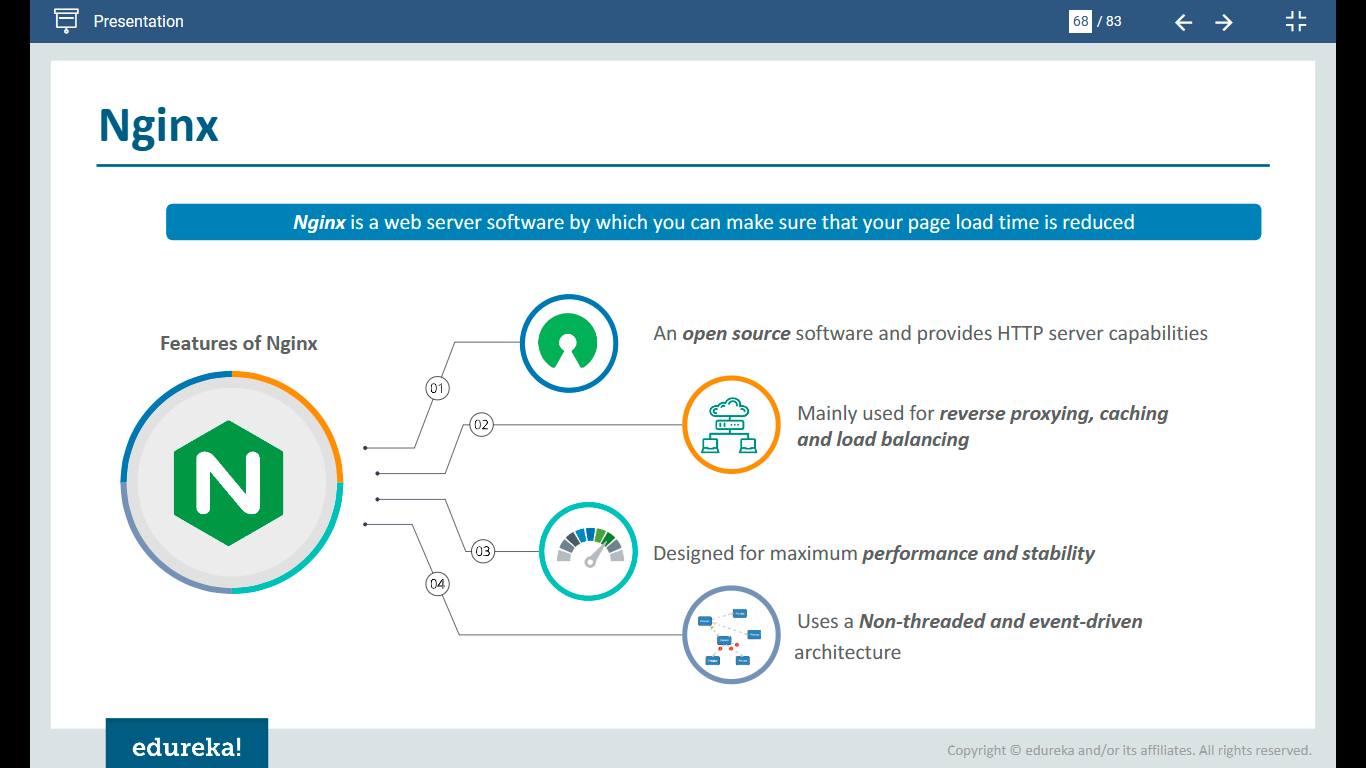 Presentation
68 / 83
Nginx
Nginx is a web server software by which you can make sure that your page load time is reduced
Features of Nginx
01
An open source software and provides HTTP server capabilities
02
Mainly used for reverse proxying, caching
and load balancing
03
Designed for maximum performance and stability
04
Uses a Non-threaded and event-driven
architecture
edureka!
Copyright © edureka and/or its affiliates. All rights reserved.